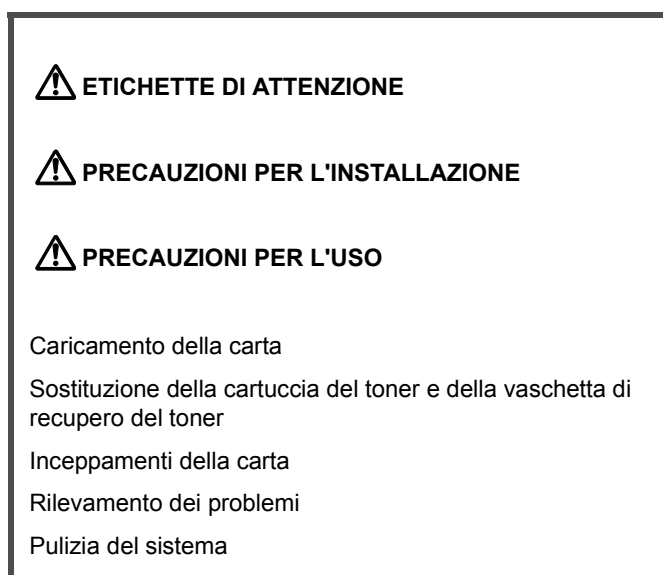 ETICHETTE DI ATTENZIONE
PRECAUZIONI PER L'INSTALLAZIONE
PRECAUZIONI PER L'USO
Caricamento della carta
Sostituzione della cartuccia del toner e della vaschetta di
recupero del toner
Inceppamenti della carta
Rilevamento dei problemi
Pulizia del sistema